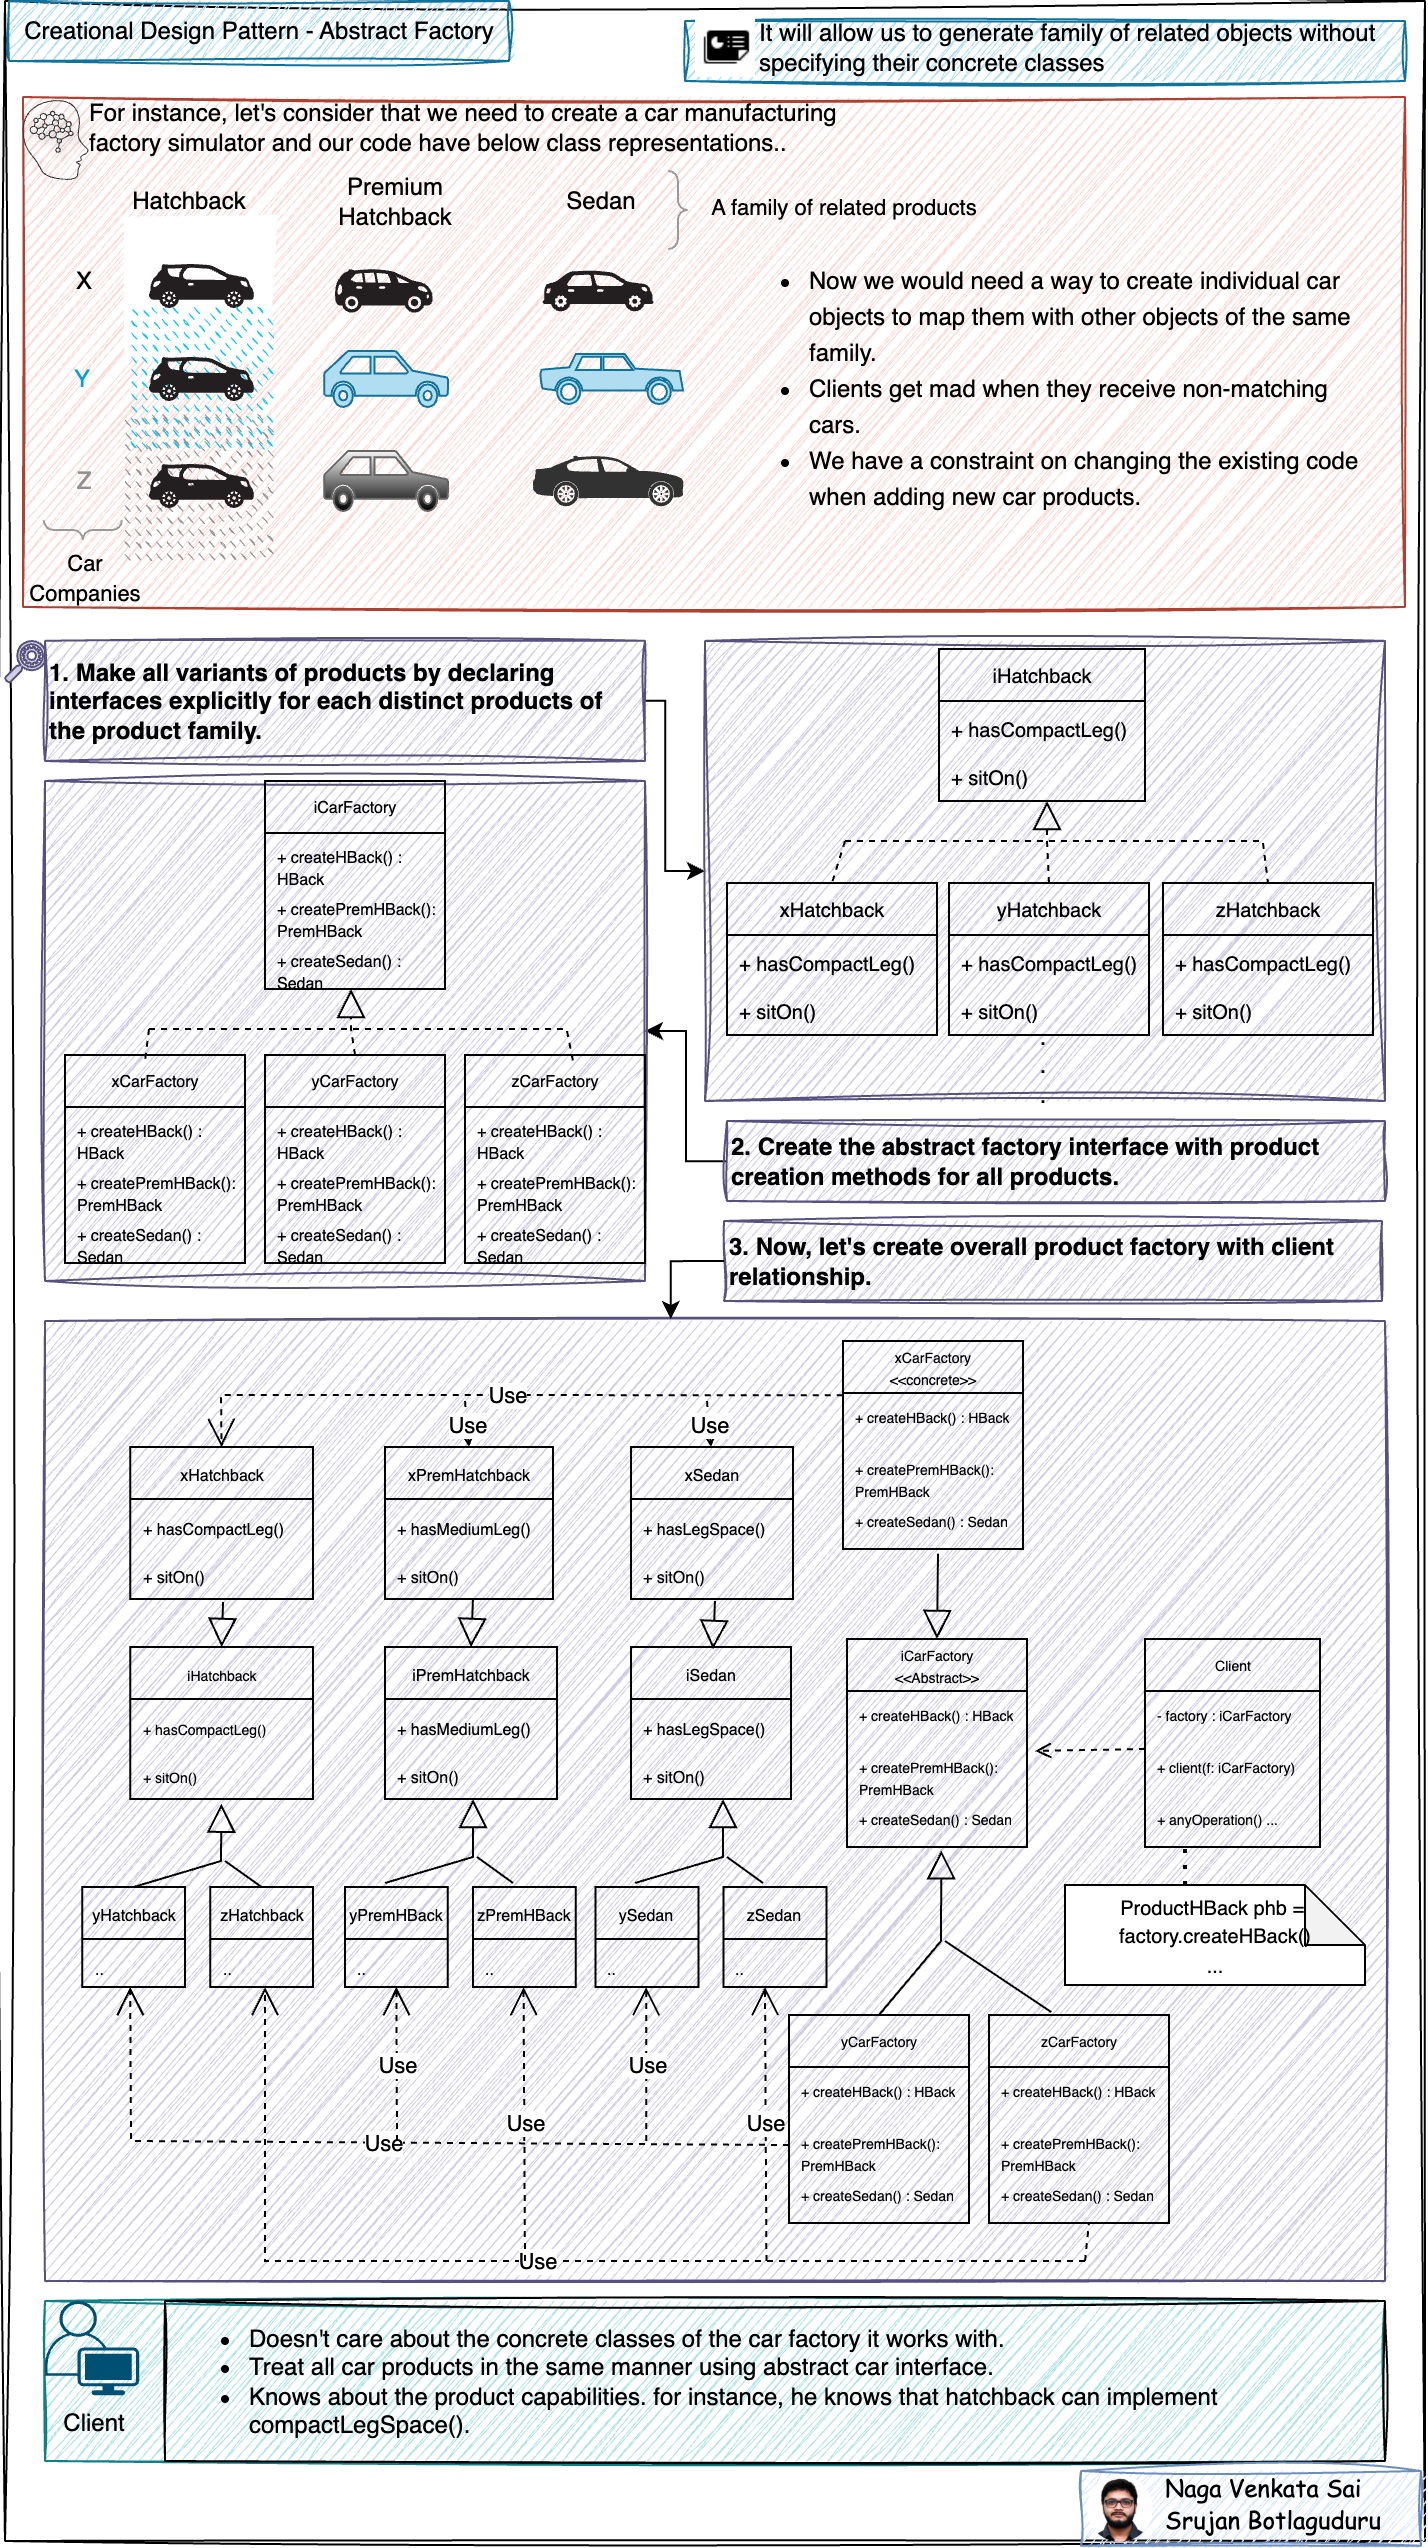 Creational Design Pattern - Abstract Factory
It will allow us to generate family of related objects without
specifying their concrete classes
For instance, let's consider that we need to create a car manufacturing
factory simulator and our code have below class representations..
Hatchback
Premium
Hatchback
Sedan
A family of related products
X
Y
Z
Car
Companies
• Now we would need a way to create individual car
objects to map them with other objects of the same
family.
• Clients get mad when they receive non-matching
cars.
• We have a constraint on changing the existing code
when adding new car products.
1. Make all variants of products by declaring
interfaces explicitly for each distinct products of
the product family.
iHatchback
+ hasCompactLeg()
+ sitOn()
xHatchback
+ hasCompactLeg()
+ sitOn()
yHatchback
+ hasCompactLeg()
+ sitOn()
zHatchback
+ hasCompactLeg()
+ sitOn()
.
.
.
iCarFactory
+ createHBack() :
HBack
+ createPremHBack():
PremHBack
+ createSedan() :
Sedan
xCarFactory
+ createHBack() :
HBack
+ createPremHBack():
PremHBack
+ createSedan() :
Sedan
yCarFactory
+ createHBack() :
HBack
+ createPremHBack():
PremHBack
+ createSedan() :
Sedan
zCarFactory
+ createHBack() :
HBack
+ createPremHBack():
PremHBack
+ createSedan() :
Sedan
2. Create the abstract factory interface with product
creation methods for all products.
3. Now, let's create overall product factory with client
relationship.
xCarFactory
<<concrete>>
+ createHBack() : HBack
+ createPremHBack():
PremHBack
+ createSedan() : Sedan
Use
Use
Use
xHatchback
+ hasCompactLeg()
+ sitOn()
xPremHatchback
+ hasMediumLeg()
+ sitOn()
xSedan
+ hasLegSpace()
+ sitOn()
iHatchback
+ hasCompactLeg()
+ sitOn()
iPremHatchback
+ hasMediumLeg()
+ sitOn()
iSedan
+ hasLegSpace()
+ sitOn()
iCarFactory
<<Abstract>>
+ createHBack() : HBack
+ createPremHBack():
PremHBack
+ createSedan() : Sedan
Client
- factory : iCarFactory
+ client(f: iCarFactory)
+ anyOperation() ...
ProductHBack phb =
factory.createHBack()
...
yHatchback
..
zHatchback
..
yPremHBack
..
zPremHBack
..
ySedan
..
zSedan
..
yCarFactory
+ createHBack() : HBack
+ createPremHBack():
PremHBack
+ createSedan() : Sedan
zCarFactory
+ createHBack() : HBack
+ createPremHBack():
PremHBack
+ createSedan() : Sedan
Use
Use
Use
Use
Use
Use
Client
• Doesn't care about the concrete classes of the car factory it works with.
• Treat all car products in the same manner using abstract car interface.
• Knows about the product capabilities. for instance, he knows that hatchback can implement
compactLegSpace().
Naga Venkata Sai
Srujan Botlaguduru